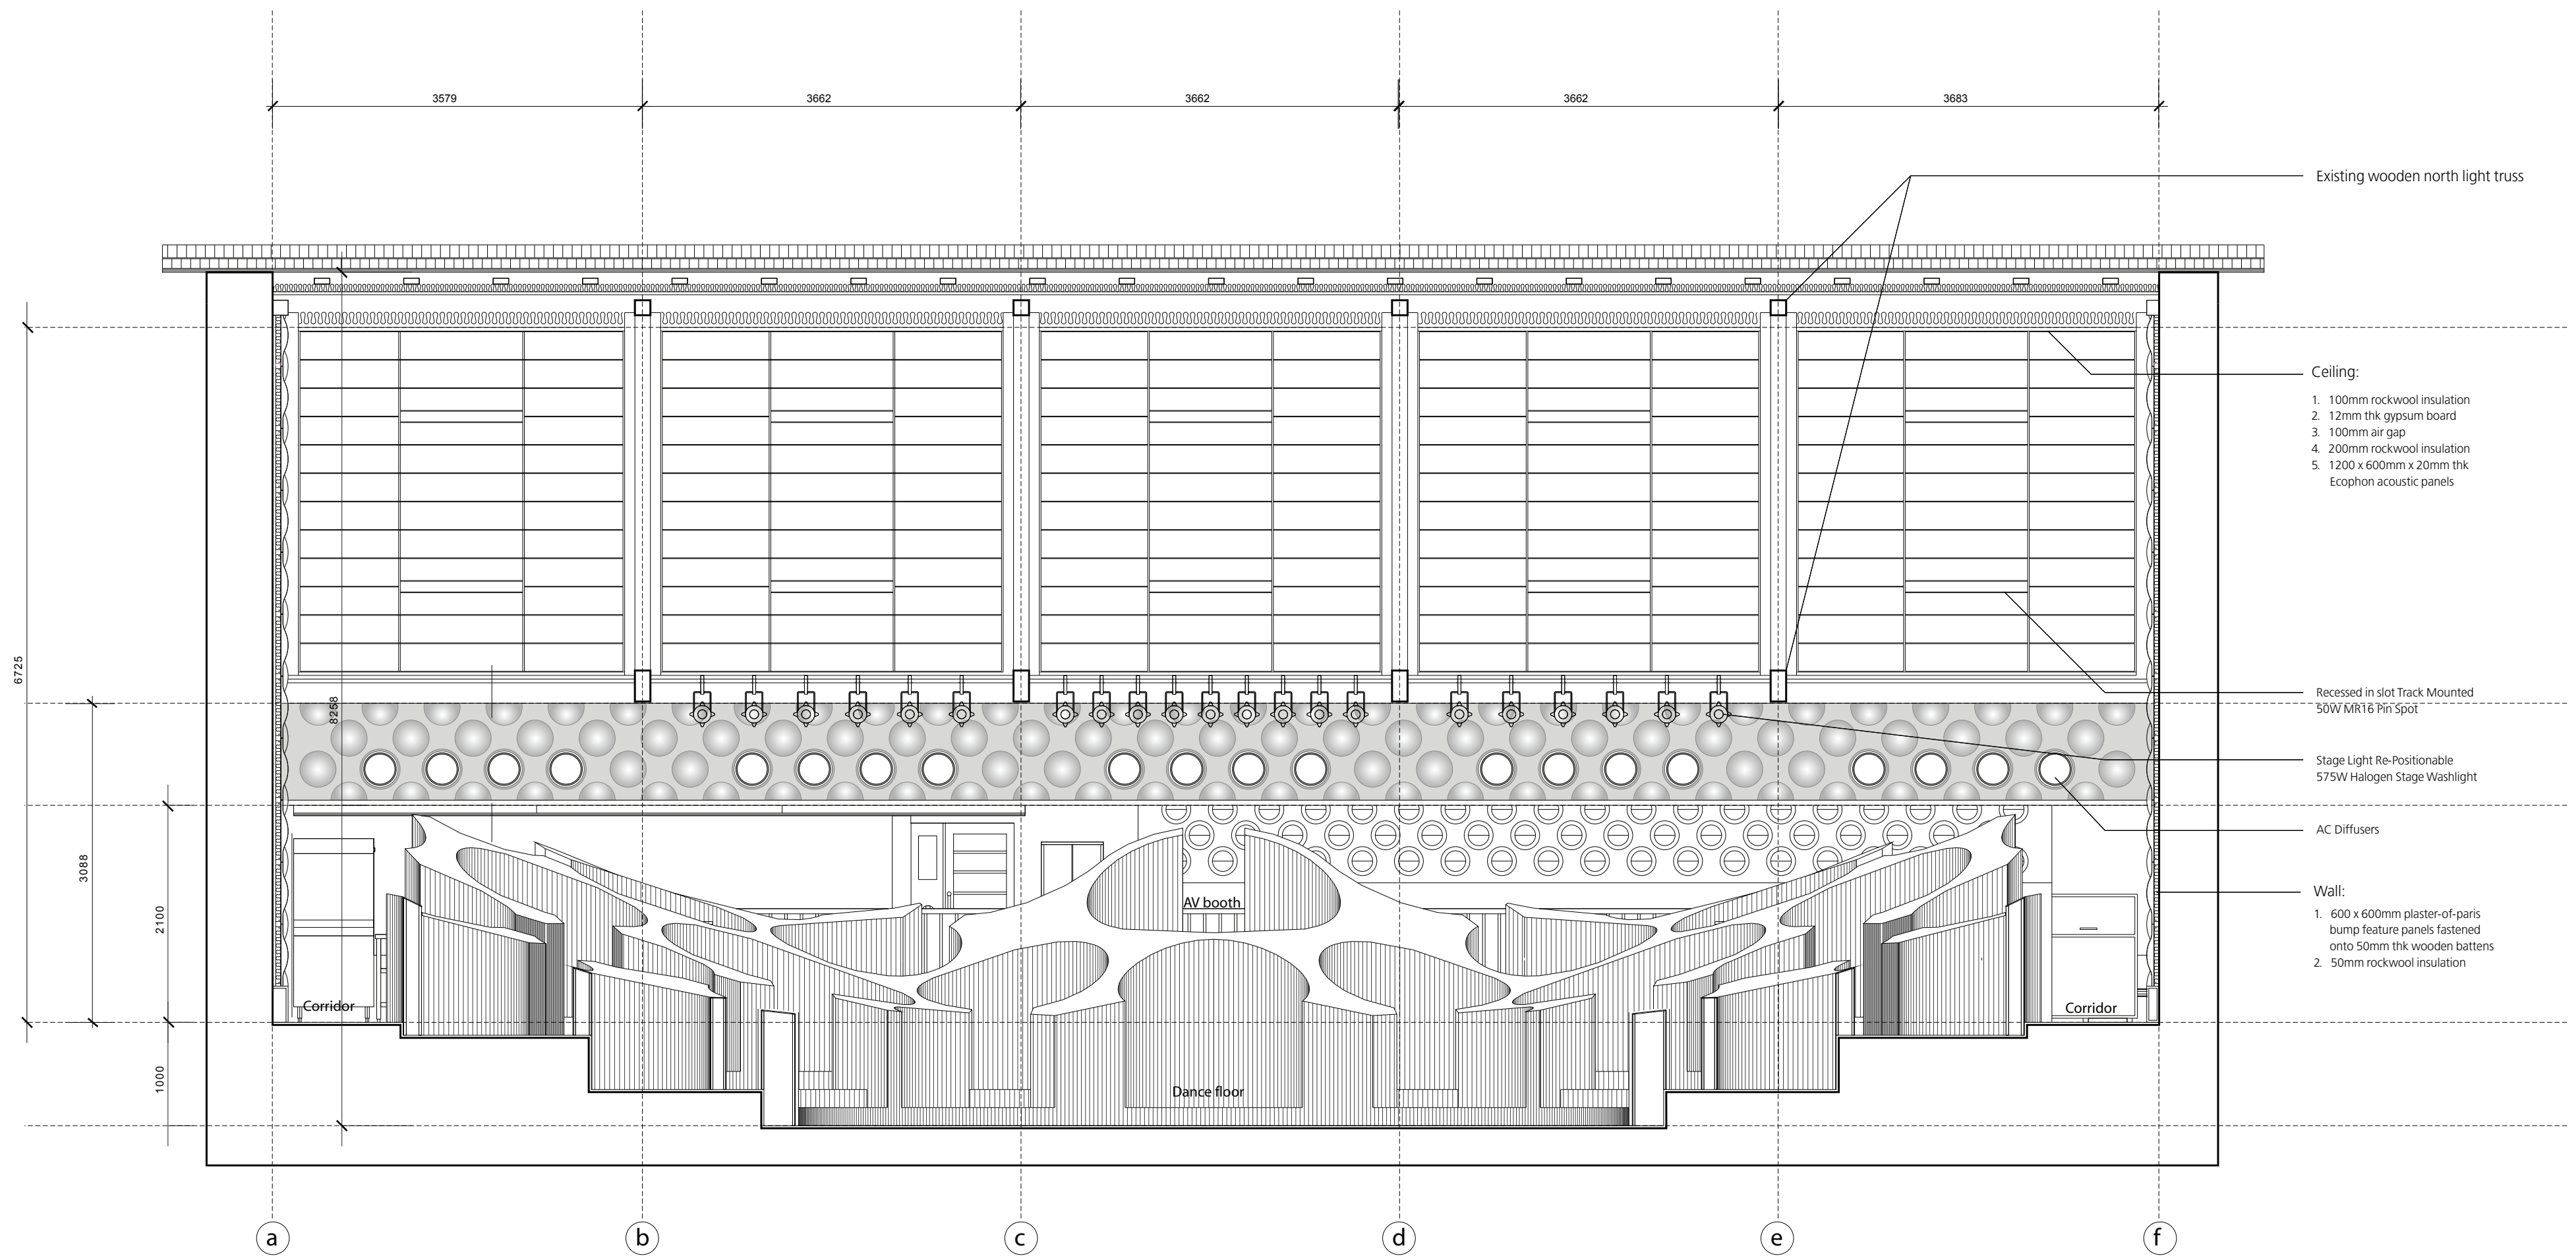 3579
3662
3662
3662
3683
Existing wooden north light truss
Ceiling:
1. 100mm rockwool insulation
2. 12mm thk gypsum board
3. 100mm air gap
4. 200mm rockwool insulation
5. 1200 x 600mm x 20mm thk
Ecophon acoustic panels
6725
8258
Recessed in slot Track Mounted
50W MR16 Pin Spot
Stage Light Re-Positionable
575W Halogen Stage Washlight
AC Diffusers
3088
2100
AV booth
Wall:
1. 600 x 600mm plaster-of-paris
bump feature panels fastened
onto 50mm thk wooden battens
2. 50mm rockwool insulation
Corridor
Corridor
1000
Dance floor
a
b
c
d
e
f